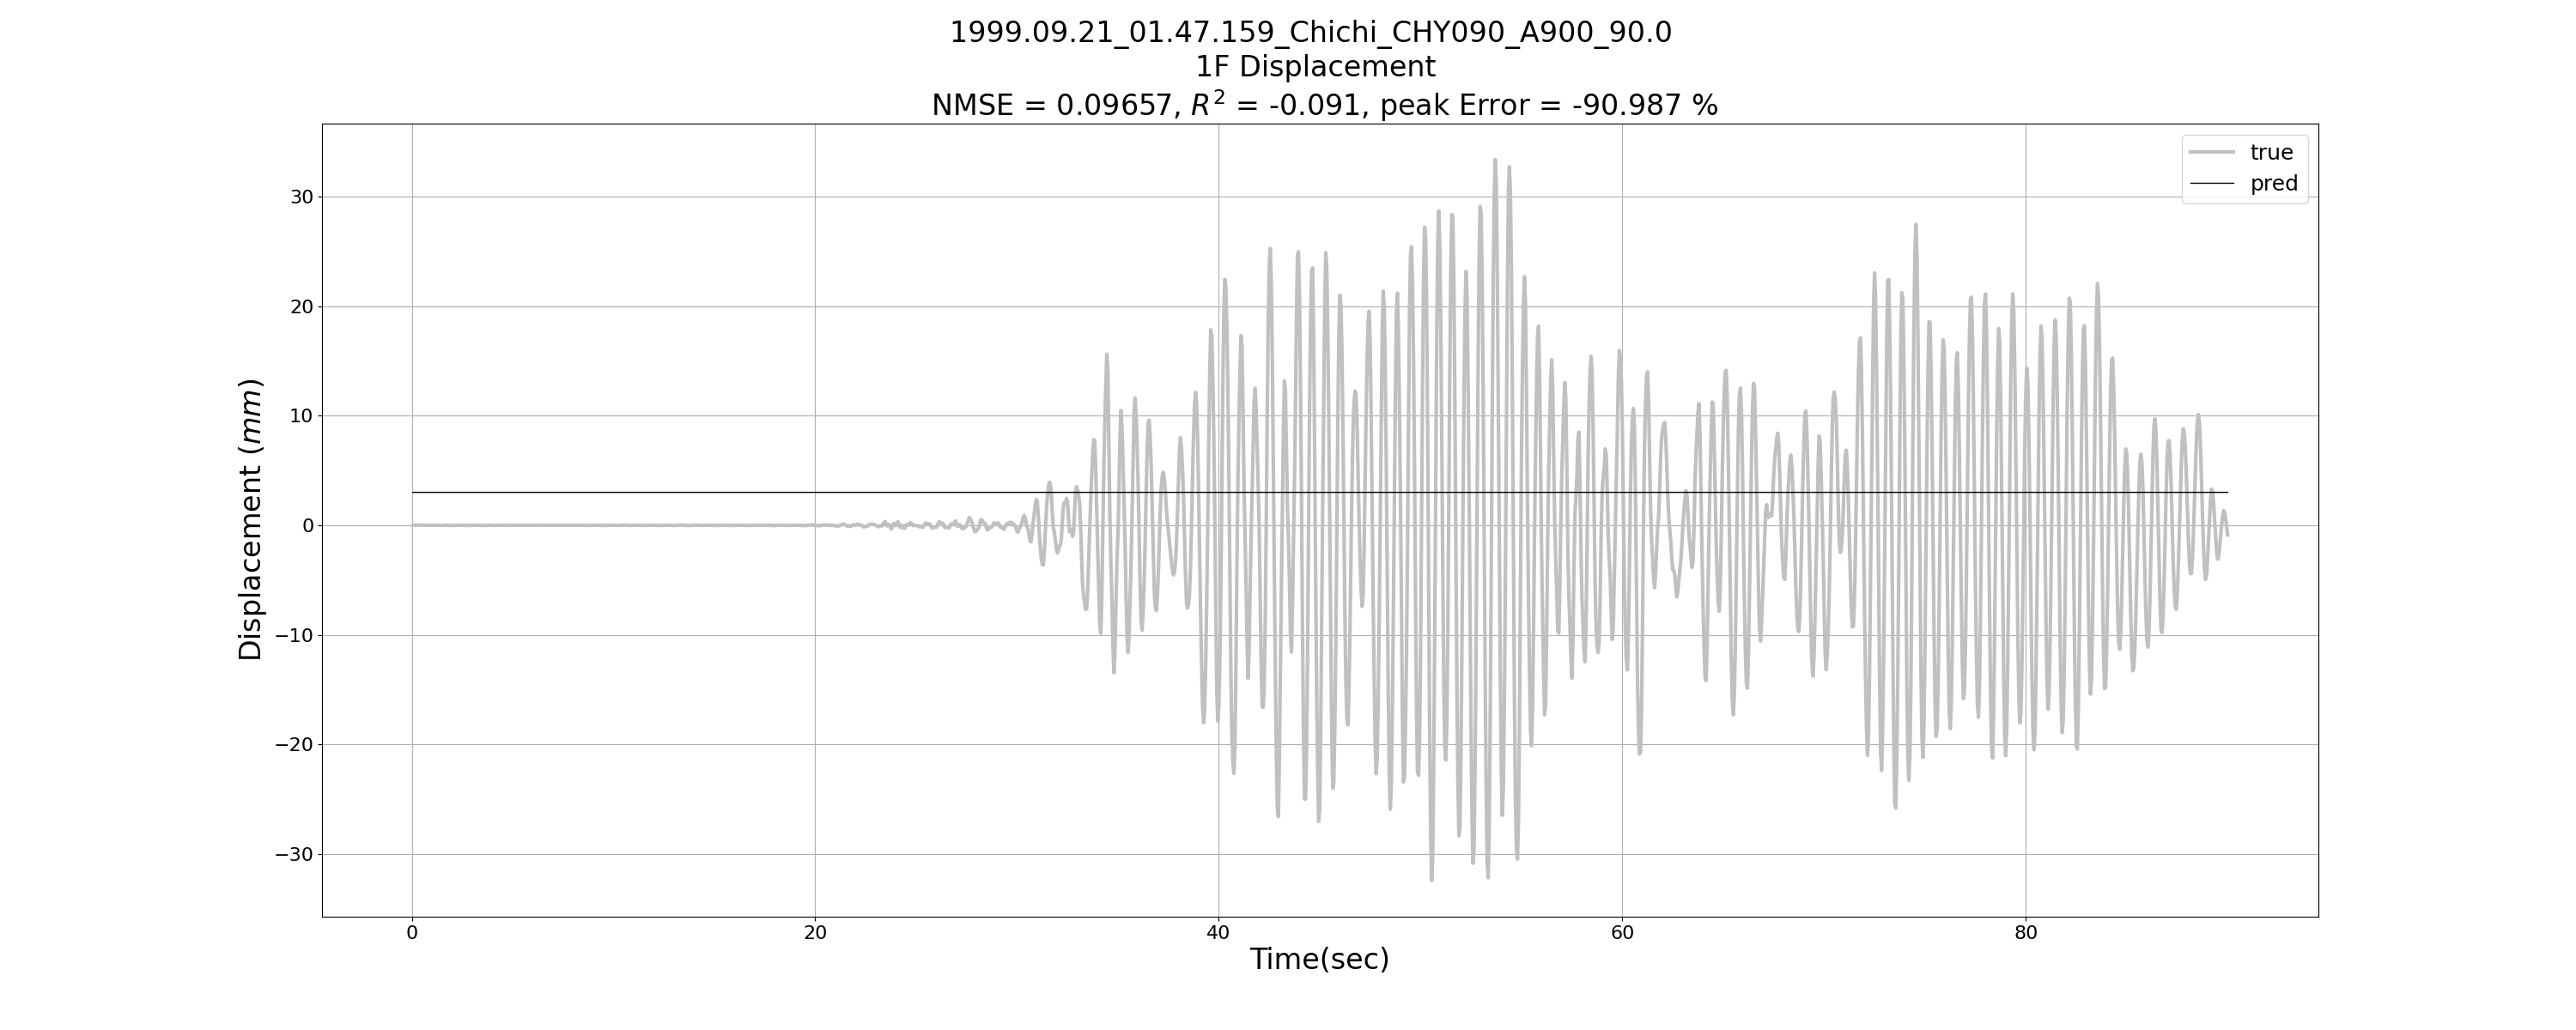 1999.09.21_01.47.159_Chichi_CHY090_A900_90.0
1F Displacement
NMSE = 0.09657, R² = -0.091, peak Error = -90.987 %
true
pred
Displacement (mm)
30
20
10
0
−10
−20
−30
0 20 40 60 80
Time(sec)